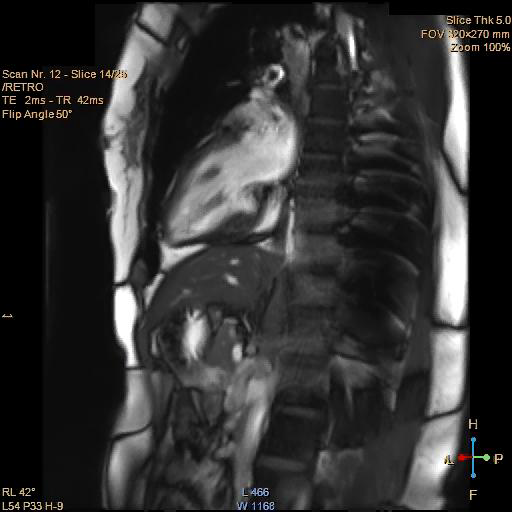 Slice Thk 5.0
FOV 320×270 mm
Zoom 100%
Scan Nr. 12 - Slice 14/25
/RETRO
TE 2ms - TR 42ms
Flip Angle 50°
H
P
F
RL 42°
L54 P33 H-9
L 466
W 1168